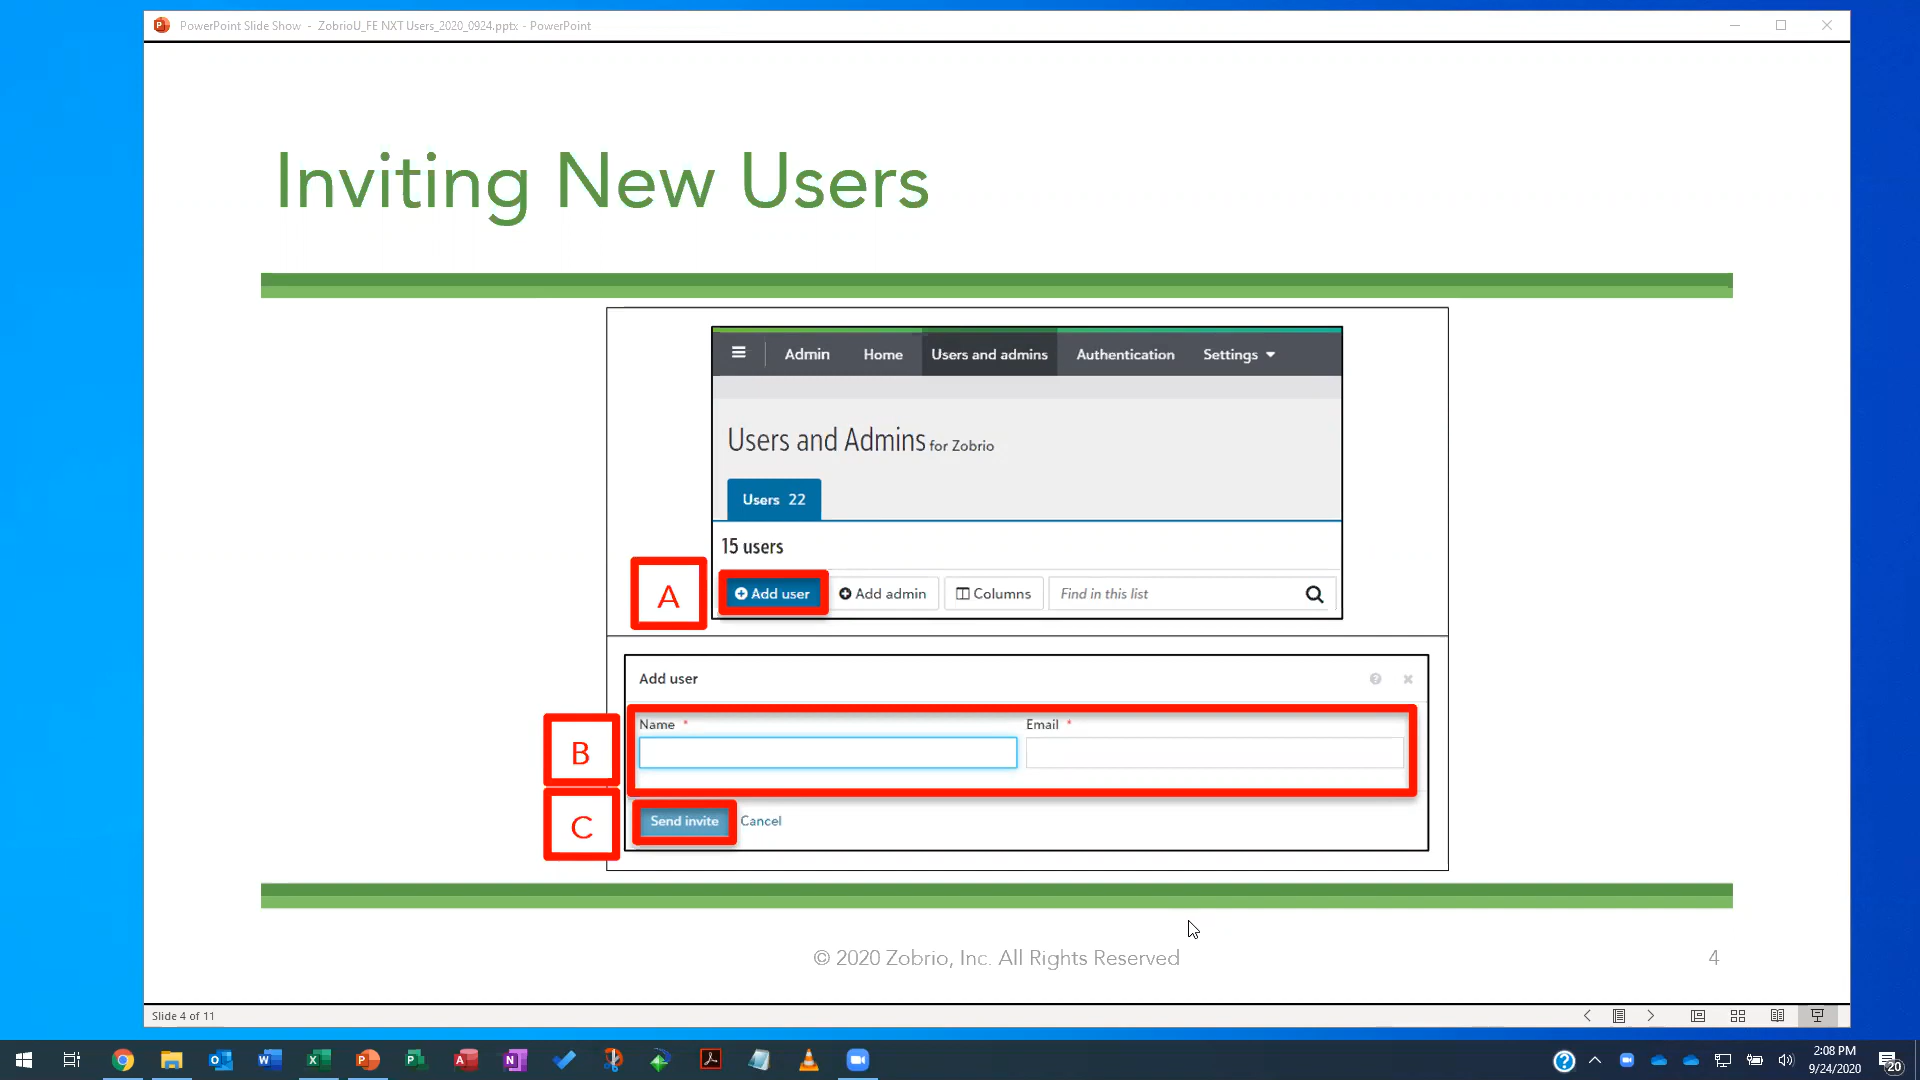 PowerPoint Slide Show - ZobrioU_FE NXT Users_2020_0924.pptx - PowerPoint
Inviting New Users
Admin Home Users and admins Authentication Settings
Users and Admins for Zobrio
Users 22
15 users
A
Add user Add admin Columns Find in this list
Add user
B
Name * Email *
C
Send invite Cancel
© 2020 Zobrio, Inc. All Rights Reserved
4
Slide 4 of 11
2:08 PM
9/24/2020
20